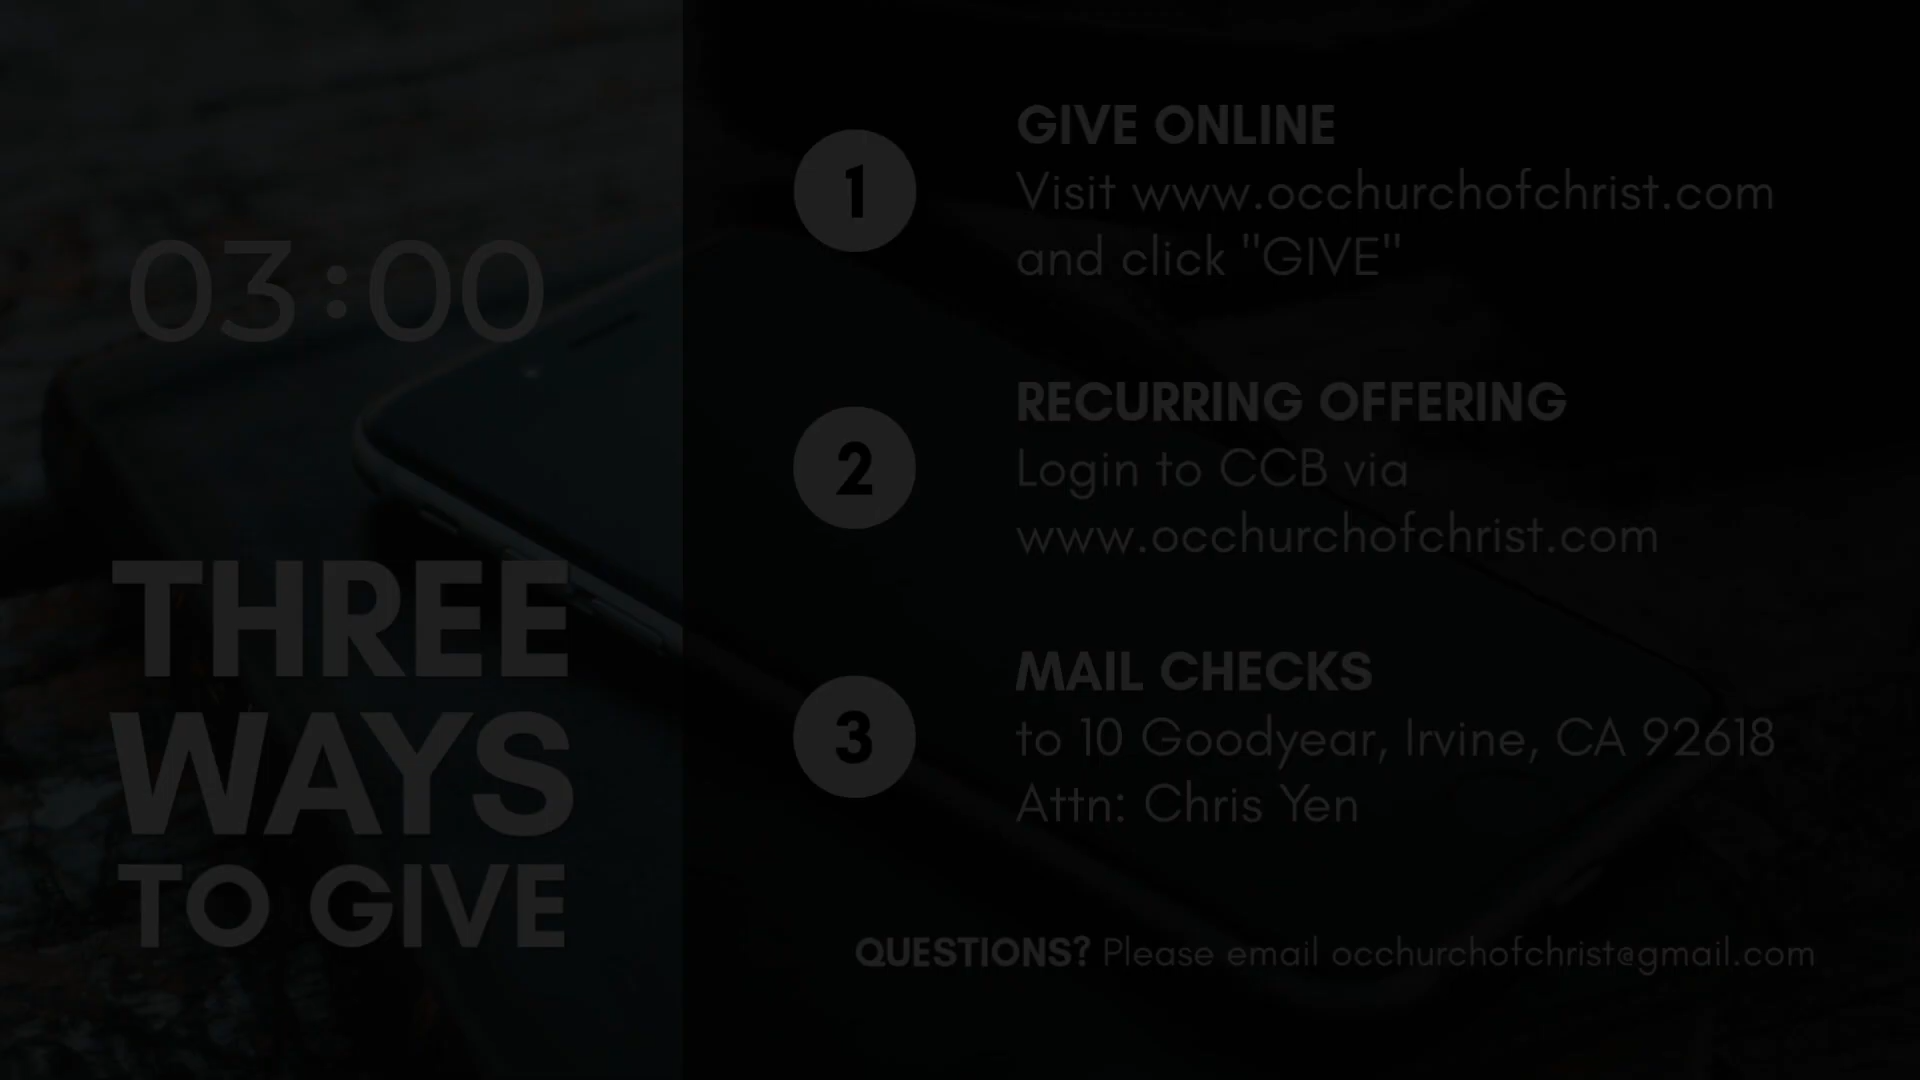 03:00
THREE
WAYS
TO GIVE
1
GIVE ONLINE
Visit www.occhurchofchrist.com
and click "GIVE"
2
RECURRING OFFERING
Login to CCB via
www.occhurchofchrist.com
3
MAIL CHECKS
to 10 Goodyear, Irvine, CA 92618
Attn: Chris Yen
QUESTIONS? Please email occhurchofchrist@gmail.com